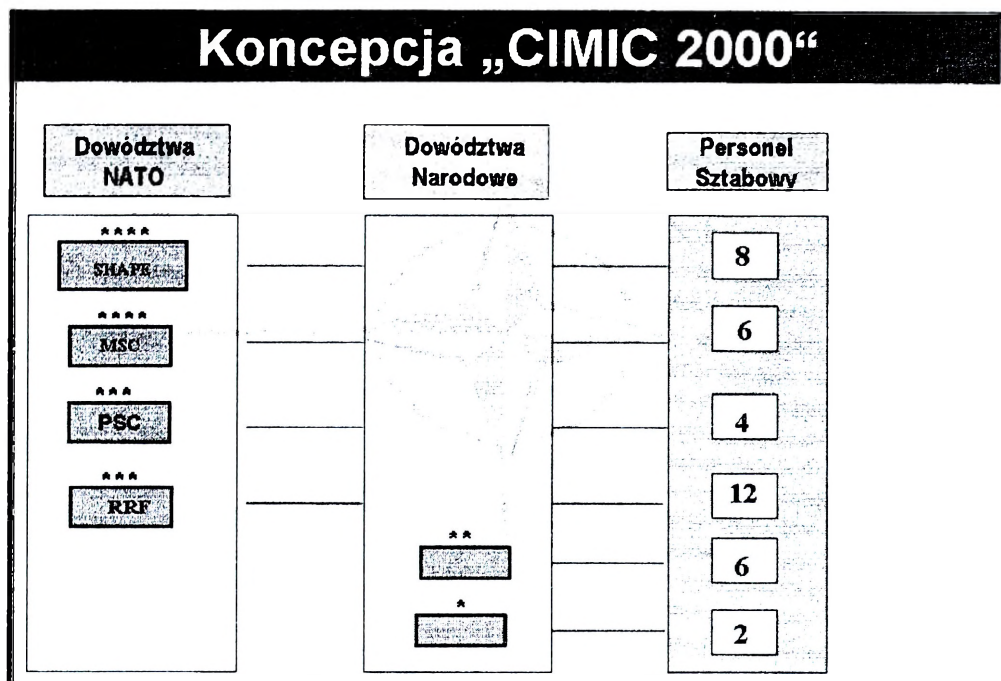 Koncepcja „CIMIC 2000“
Dowództwa
NATO
Dowództwa
Narodowe
Personel
Sztabowy
****
SHAPE
8
****
MSC
6
***
PSC
4
***
RRF
12
**
6
*
2